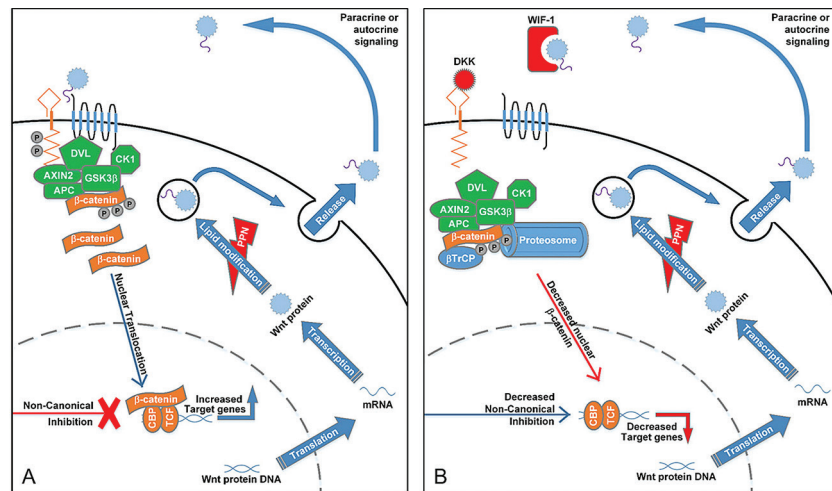 Paracrine or
autocrine
signaling
P
P
DVL
CK1
AXIN2
GSK3β
APC
β-catenin
P
P
P
β-catenin
β-catenin
Release
PPN
Lipid modification
Nuclear
Translocation
Wnt protein
Transcription
β-catenin
Increased
Target genes
Non-Canonical
Inhibition
CBP
TCF
mRNA
Translation
Wnt protein DNA
A
WIF-1
Paracrine or
autocrine
signaling
DKK
DVL
CK1
AXIN2
GSK3β
APC
β-catenin
P
P
Proteosome
βTrCP
Release
PPN
Lipid modification
Decreased nuclear
β-catenin
Wnt protein
Transcription
Decreased
Non-Canonical
Inhibition
CBP
TCF
Decreased
Target genes
mRNA
Translation
Wnt protein DNA
B